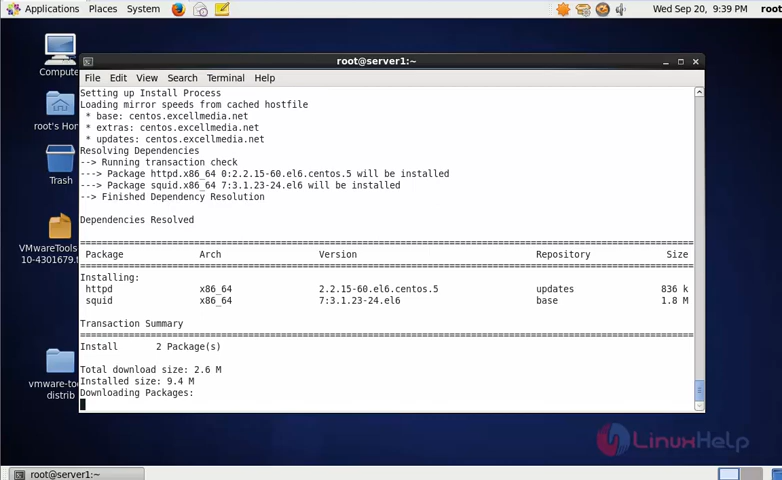 Applications Places System Wed Sep 20, 9:39 PM root
Compute
root@server1:~
File Edit View Search Terminal Help
Setting up Install Process
Loading mirror speeds from cached hostfile
* base: centos.excellmedia.net
* extras: centos.excellmedia.net
* updates: centos.excellmedia.net
Resolving Dependencies
--> Running transaction check
---> Package httpd.x86_64 0:2.2.15-60.el6.centos.5 will be installed
---> Package squid.x86_64 7:3.1.23-24.el6 will be installed
--> Finished Dependency Resolution
Dependencies Resolved
Package Arch Version Repository Size
Installing:
httpd x86_64 2.2.15-60.el6.centos.5 updates 836 k
squid x86_64 7:3.1.23-24.el6 base 1.8 M
Transaction Summary
Install 2 Package(s)
Total download size: 2.6 M
Installed size: 9.4 M
Downloading Packages:
root's Hom
Trash
VMwareTools
10-4301679.t
vmware-too
distrib
LinuxHelp
root@server1:~